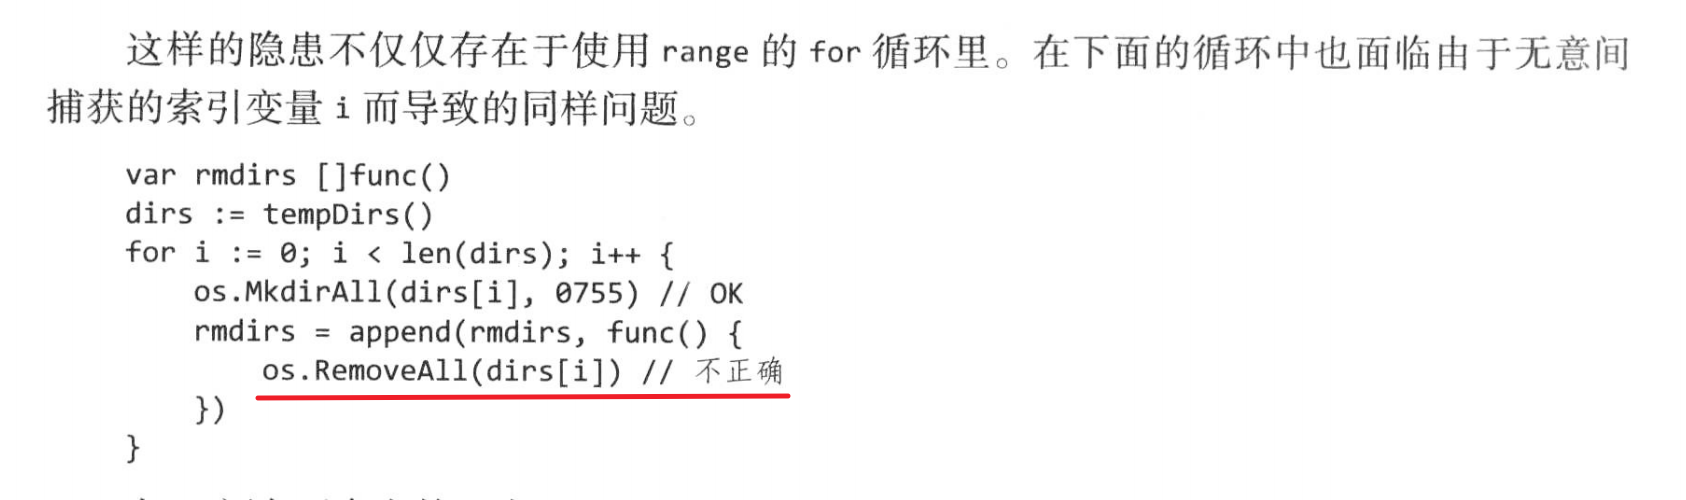 这样的隐患不仅仅存在于使用 range 的 for 循环里。在下面的循环中也面临由于无意间
捕获的索引变量 i 而导致的同样问题。
var rmdirs []func()
dirs := tempDirs()
for i := 0; i < len(dirs); i++ {
    os.MkdirAll(dirs[i], 0755) // OK
    rmdirs = append(rmdirs, func() {
        os.RemoveAll(dirs[i]) // 不正确
    })
}